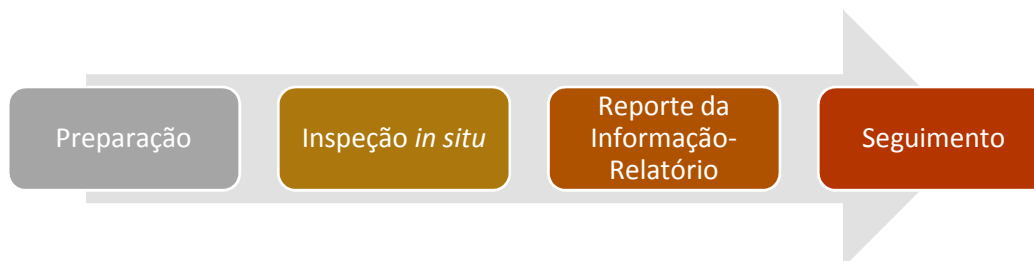 Preparação
Inspeção in situ
Reporte da
Informação-
Relatório
Seguimento